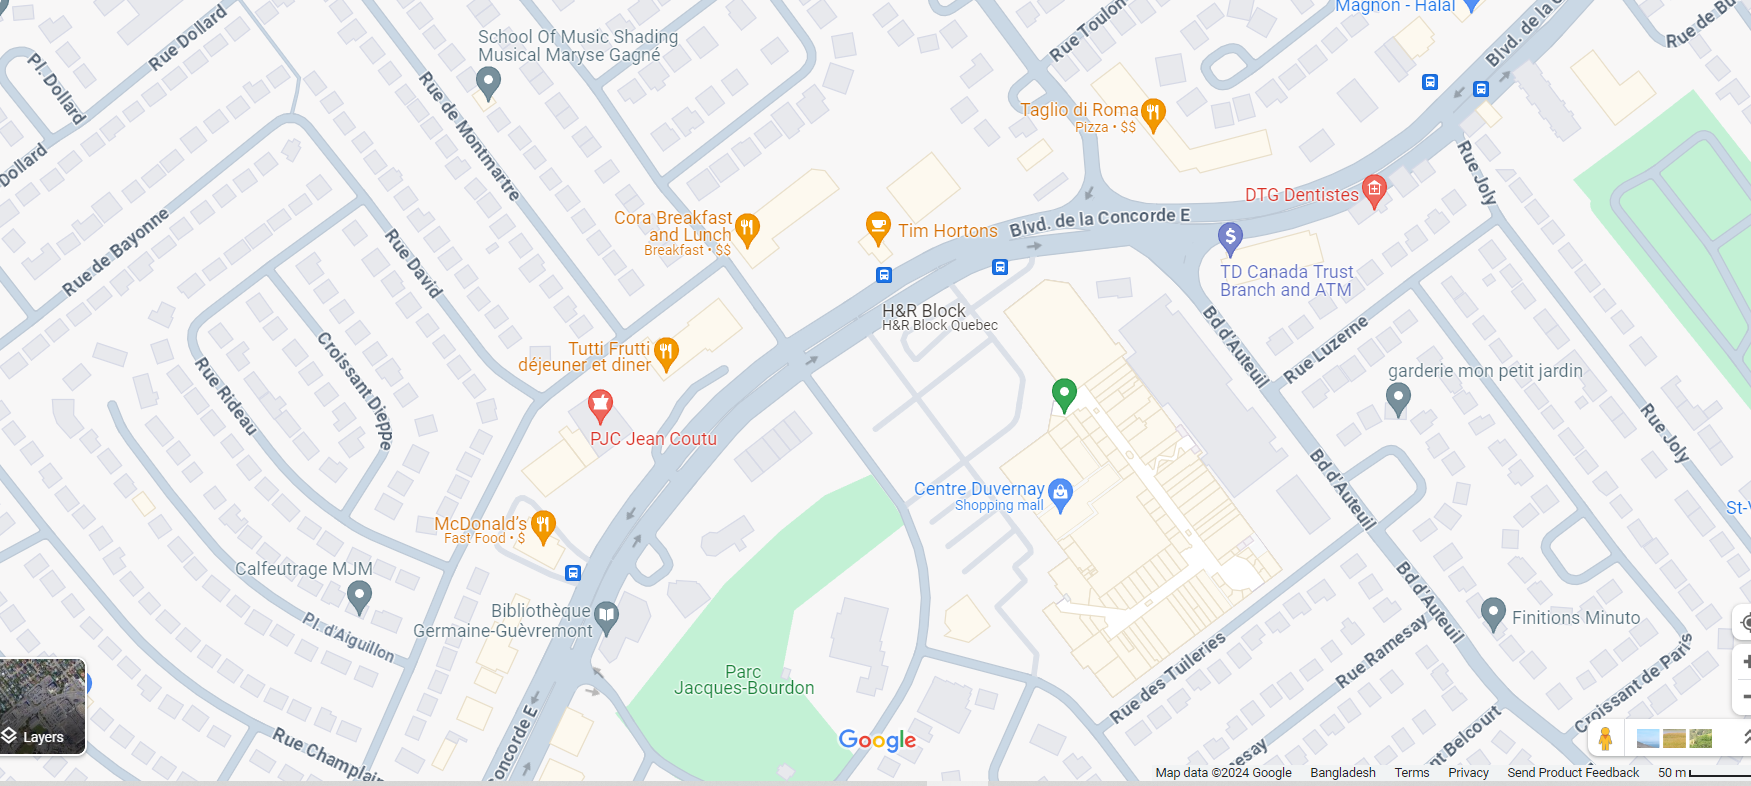 Magnon - Halal
Blvd. de la C
Rue Toulon
Rue de Bu
Rue Dollard
School Of Music Shading
Musical Maryse Gagné
Pl. Dollard
Rue de Montmartre
Taglio di Roma
Pizza • $$
Dollard
Rue Joly
DTG Dentistes
Cora Breakfast
and Lunch
Breakfast • $$
Tim Hortons
Blvd. de la Concorde E
Rue de Bayonne
Rue David
TD Canada Trust
Branch and ATM
H&R Block
H&R Block Quebec
Bd d'Auteuil
Rue Luzerne
Croissant Dieppe
Tutti Frutti
déjeuner et diner
Rue Rideau
garderie mon petit jardin
PJC Jean Coutu
Rue Joly
Centre Duvernay
Shopping mall
Bd d'Auteuil
St-V
McDonald's
Fast Food • $
Calfeutrage MJM
Bd d'Auteuil
Bibliothèque
Germaine-Guèvremont
Pl. d'Aiguillon
Finitions Minuto
Rue Ramesay
Rue des Tuileries
Croissant de Paris
Parc
Jacques-Bourdon
Layers
Rue Champlain
oncorde E
Google
esay
nt Belcourt
Map data ©2024 Google Bangladesh Terms Privacy Send Product Feedback 50 m